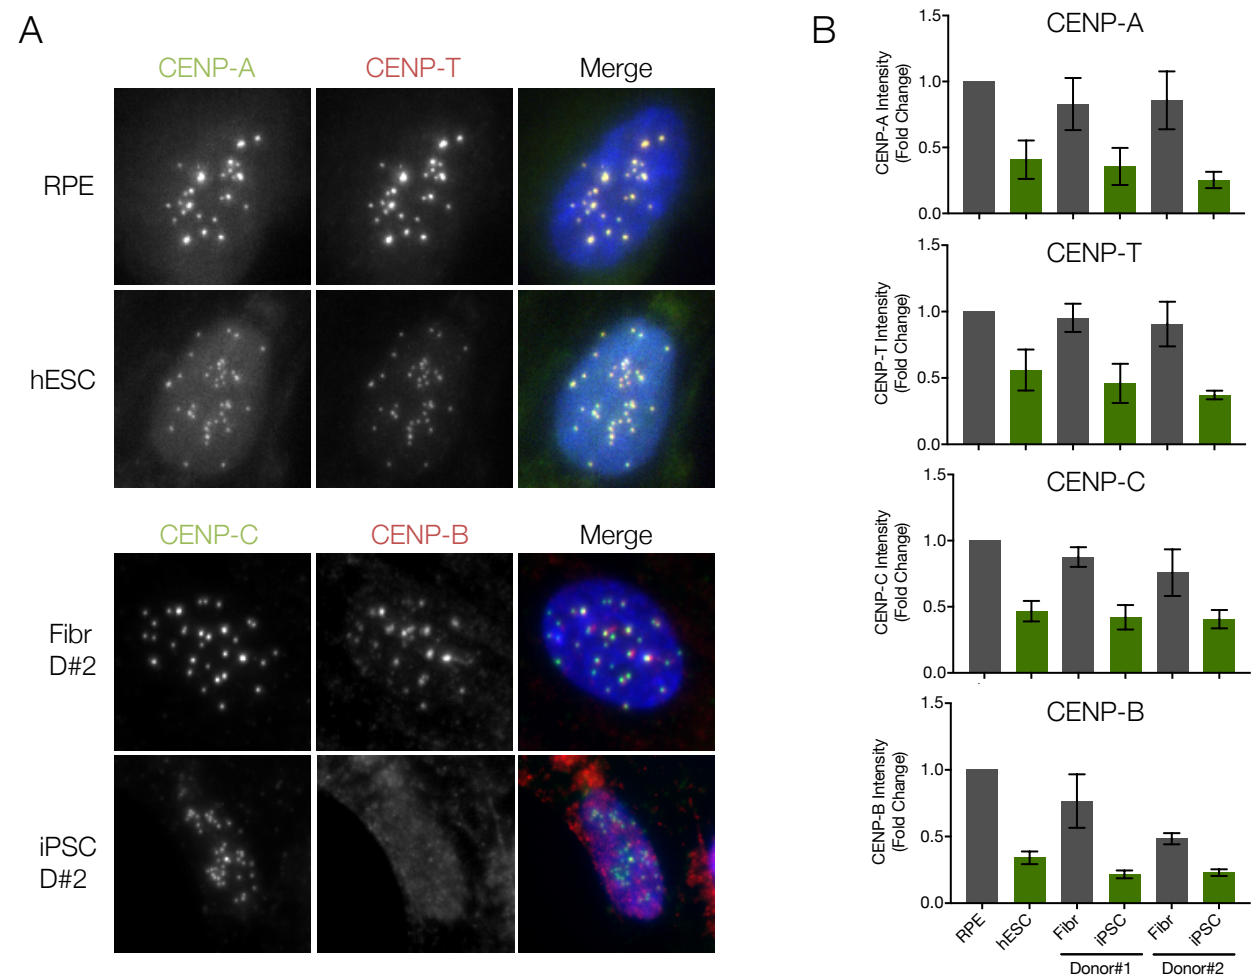 A
CENP-A CENP-T Merge
RPE
hESC
CENP-C CENP-B Merge
Fibr
D#2
iPSC
D#2
B
CENP-A
CENP-A Intensity
(Fold Change)
1.5
1.0
0.5
0.0
CENP-T
CENP-T Intensity
(Fold Change)
1.5
1.0
0.5
0.0
CENP-C
CENP-C Intensity
(Fold Change)
1.5
1.0
0.5
0.0
CENP-B
CENP-B Intensity
(Fold Change)
1.5
1.0
0.5
0.0
RPE hESC Fibr iPSC Fibr iPSC
Donor#1 Donor#2